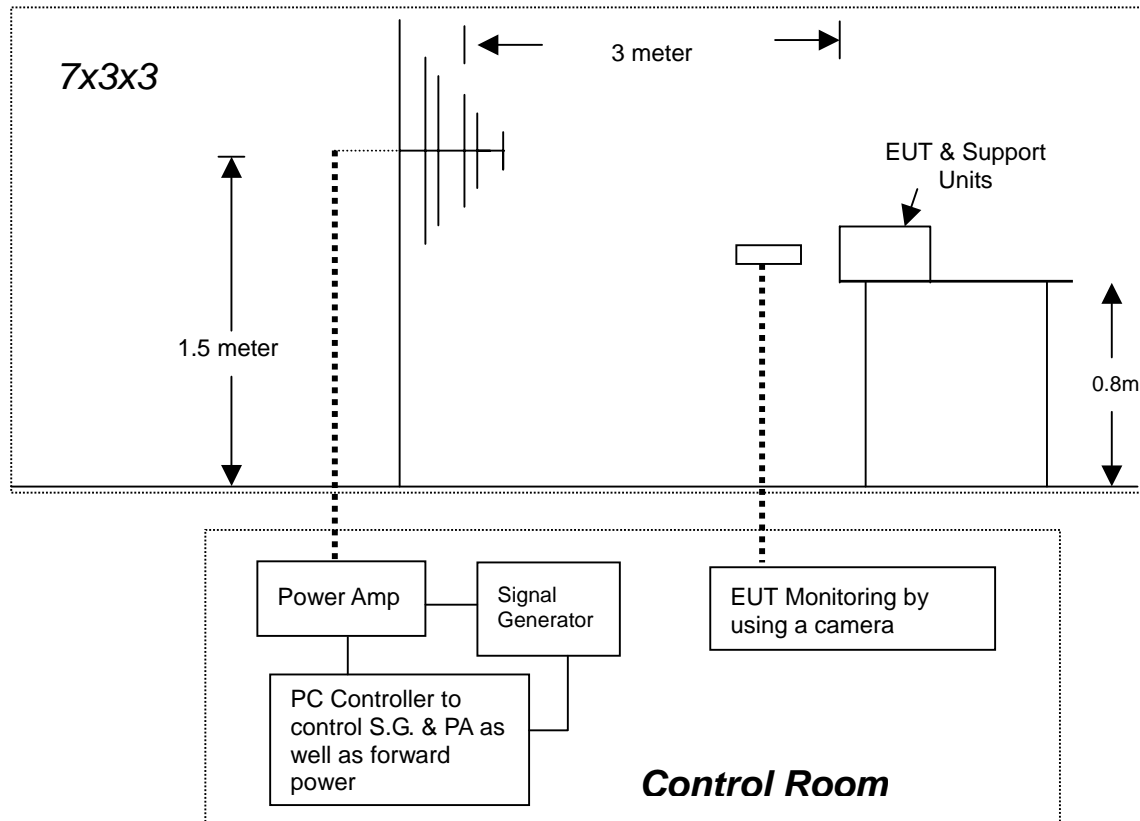 3 meter
7x3x3
EUT & Support
Units
1.5 meter
0.8m
Power Amp
Signal
Generator
EUT Monitoring by
using a camera
PC Controller to
control S.G. & PA as
well as forward
power
Control Room